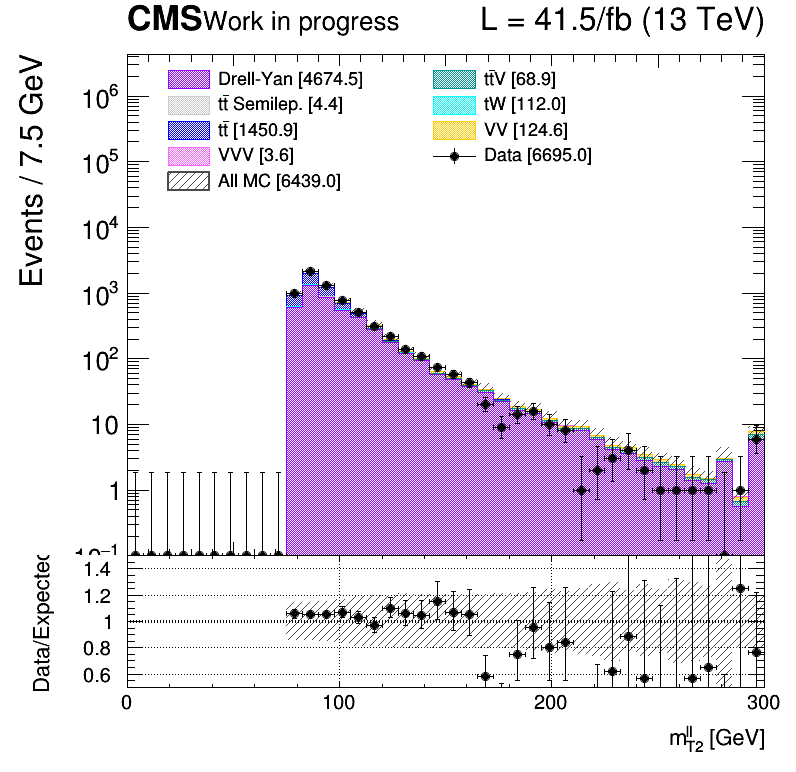 CMS Work in progress L = 41.5/fb (13 TeV)
Events / 7.5 GeV
Drell-Yan [4674.5]
tt̄ Semilep. [4.4]
tt̄ [1450.9]
VVV [3.6]
All MC [6439.0]
tt̄V [68.9]
tW [112.0]
VV [124.6]
Data [6695.0]
10⁶
10⁵
10⁴
10³
10²
10
1
10⁻¹
Data/Expected
1.4
1.2
1
0.8
0.6
0 100 200 300
m_T2^ll [GeV]